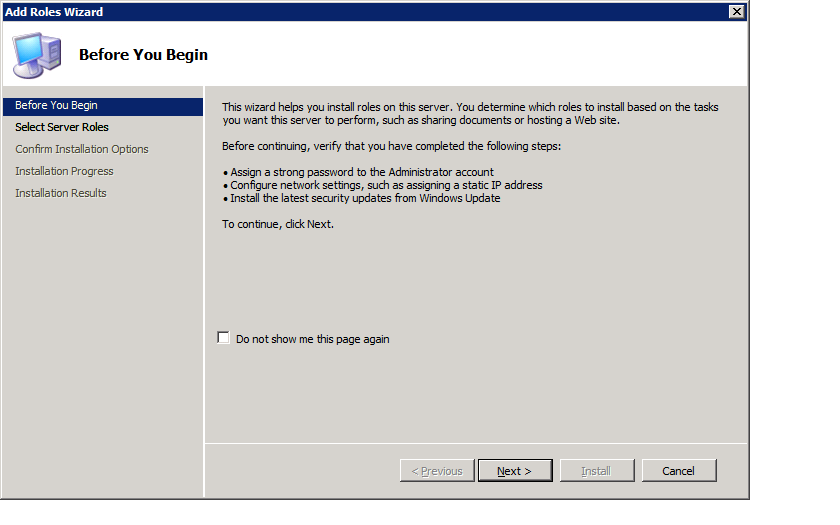 Add Roles Wizard
Before You Begin
Before You Begin
Select Server Roles
Confirm Installation Options
Installation Progress
Installation Results
This wizard helps you install roles on this server. You determine which roles to install based on the tasks
you want this server to perform, such as sharing documents or hosting a Web site.
Before continuing, verify that you have completed the following steps:
• Assign a strong password to the Administrator account
• Configure network settings, such as assigning a static IP address
• Install the latest security updates from Windows Update
To continue, click Next.
Do not show me this page again
< Previous Next > Install Cancel